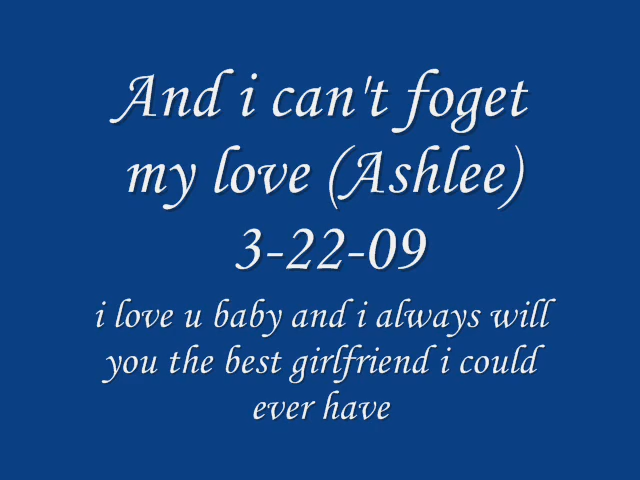 And i can't foget
my love (Ashlee)
3-22-09
i love u baby and i always will
you the best girlfriend i could
ever have